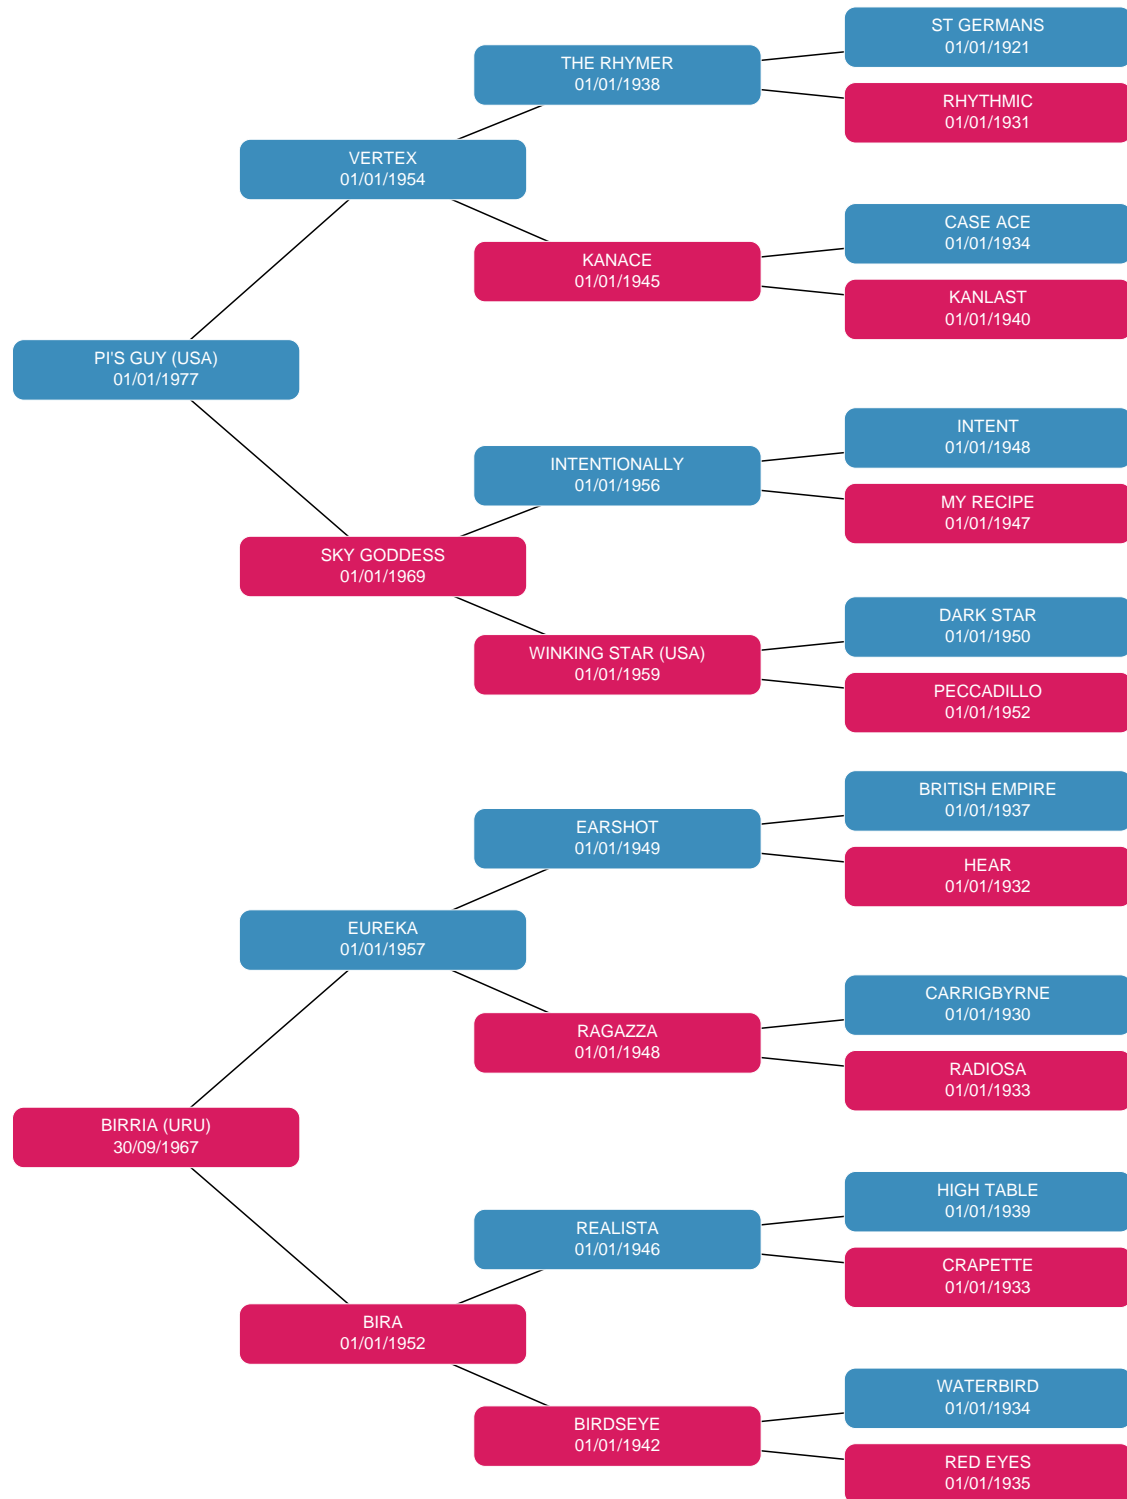 ST GERMANS
01/01/1921
THE RHYMER
01/01/1938
RHYTHMIC
01/01/1931
VERTEX
01/01/1954
CASE ACE
01/01/1934
KANACE
01/01/1945
KANLAST
01/01/1940
PI'S GUY (USA)
01/01/1977
INTENT
01/01/1948
INTENTIONALLY
01/01/1956
MY RECIPE
01/01/1947
SKY GODDESS
01/01/1969
DARK STAR
01/01/1950
WINKING STAR (USA)
01/01/1959
PECCADILLO
01/01/1952
BRITISH EMPIRE
01/01/1937
EARSHOT
01/01/1949
HEAR
01/01/1932
EUREKA
01/01/1957
CARRIGBYRNE
01/01/1930
RAGAZZA
01/01/1948
RADIOSA
01/01/1933
BIRRIA (URU)
30/09/1967
HIGH TABLE
01/01/1939
REALISTA
01/01/1946
CRAPETTE
01/01/1933
BIRA
01/01/1952
WATERBIRD
01/01/1934
BIRDSEYE
01/01/1942
RED EYES
01/01/1935